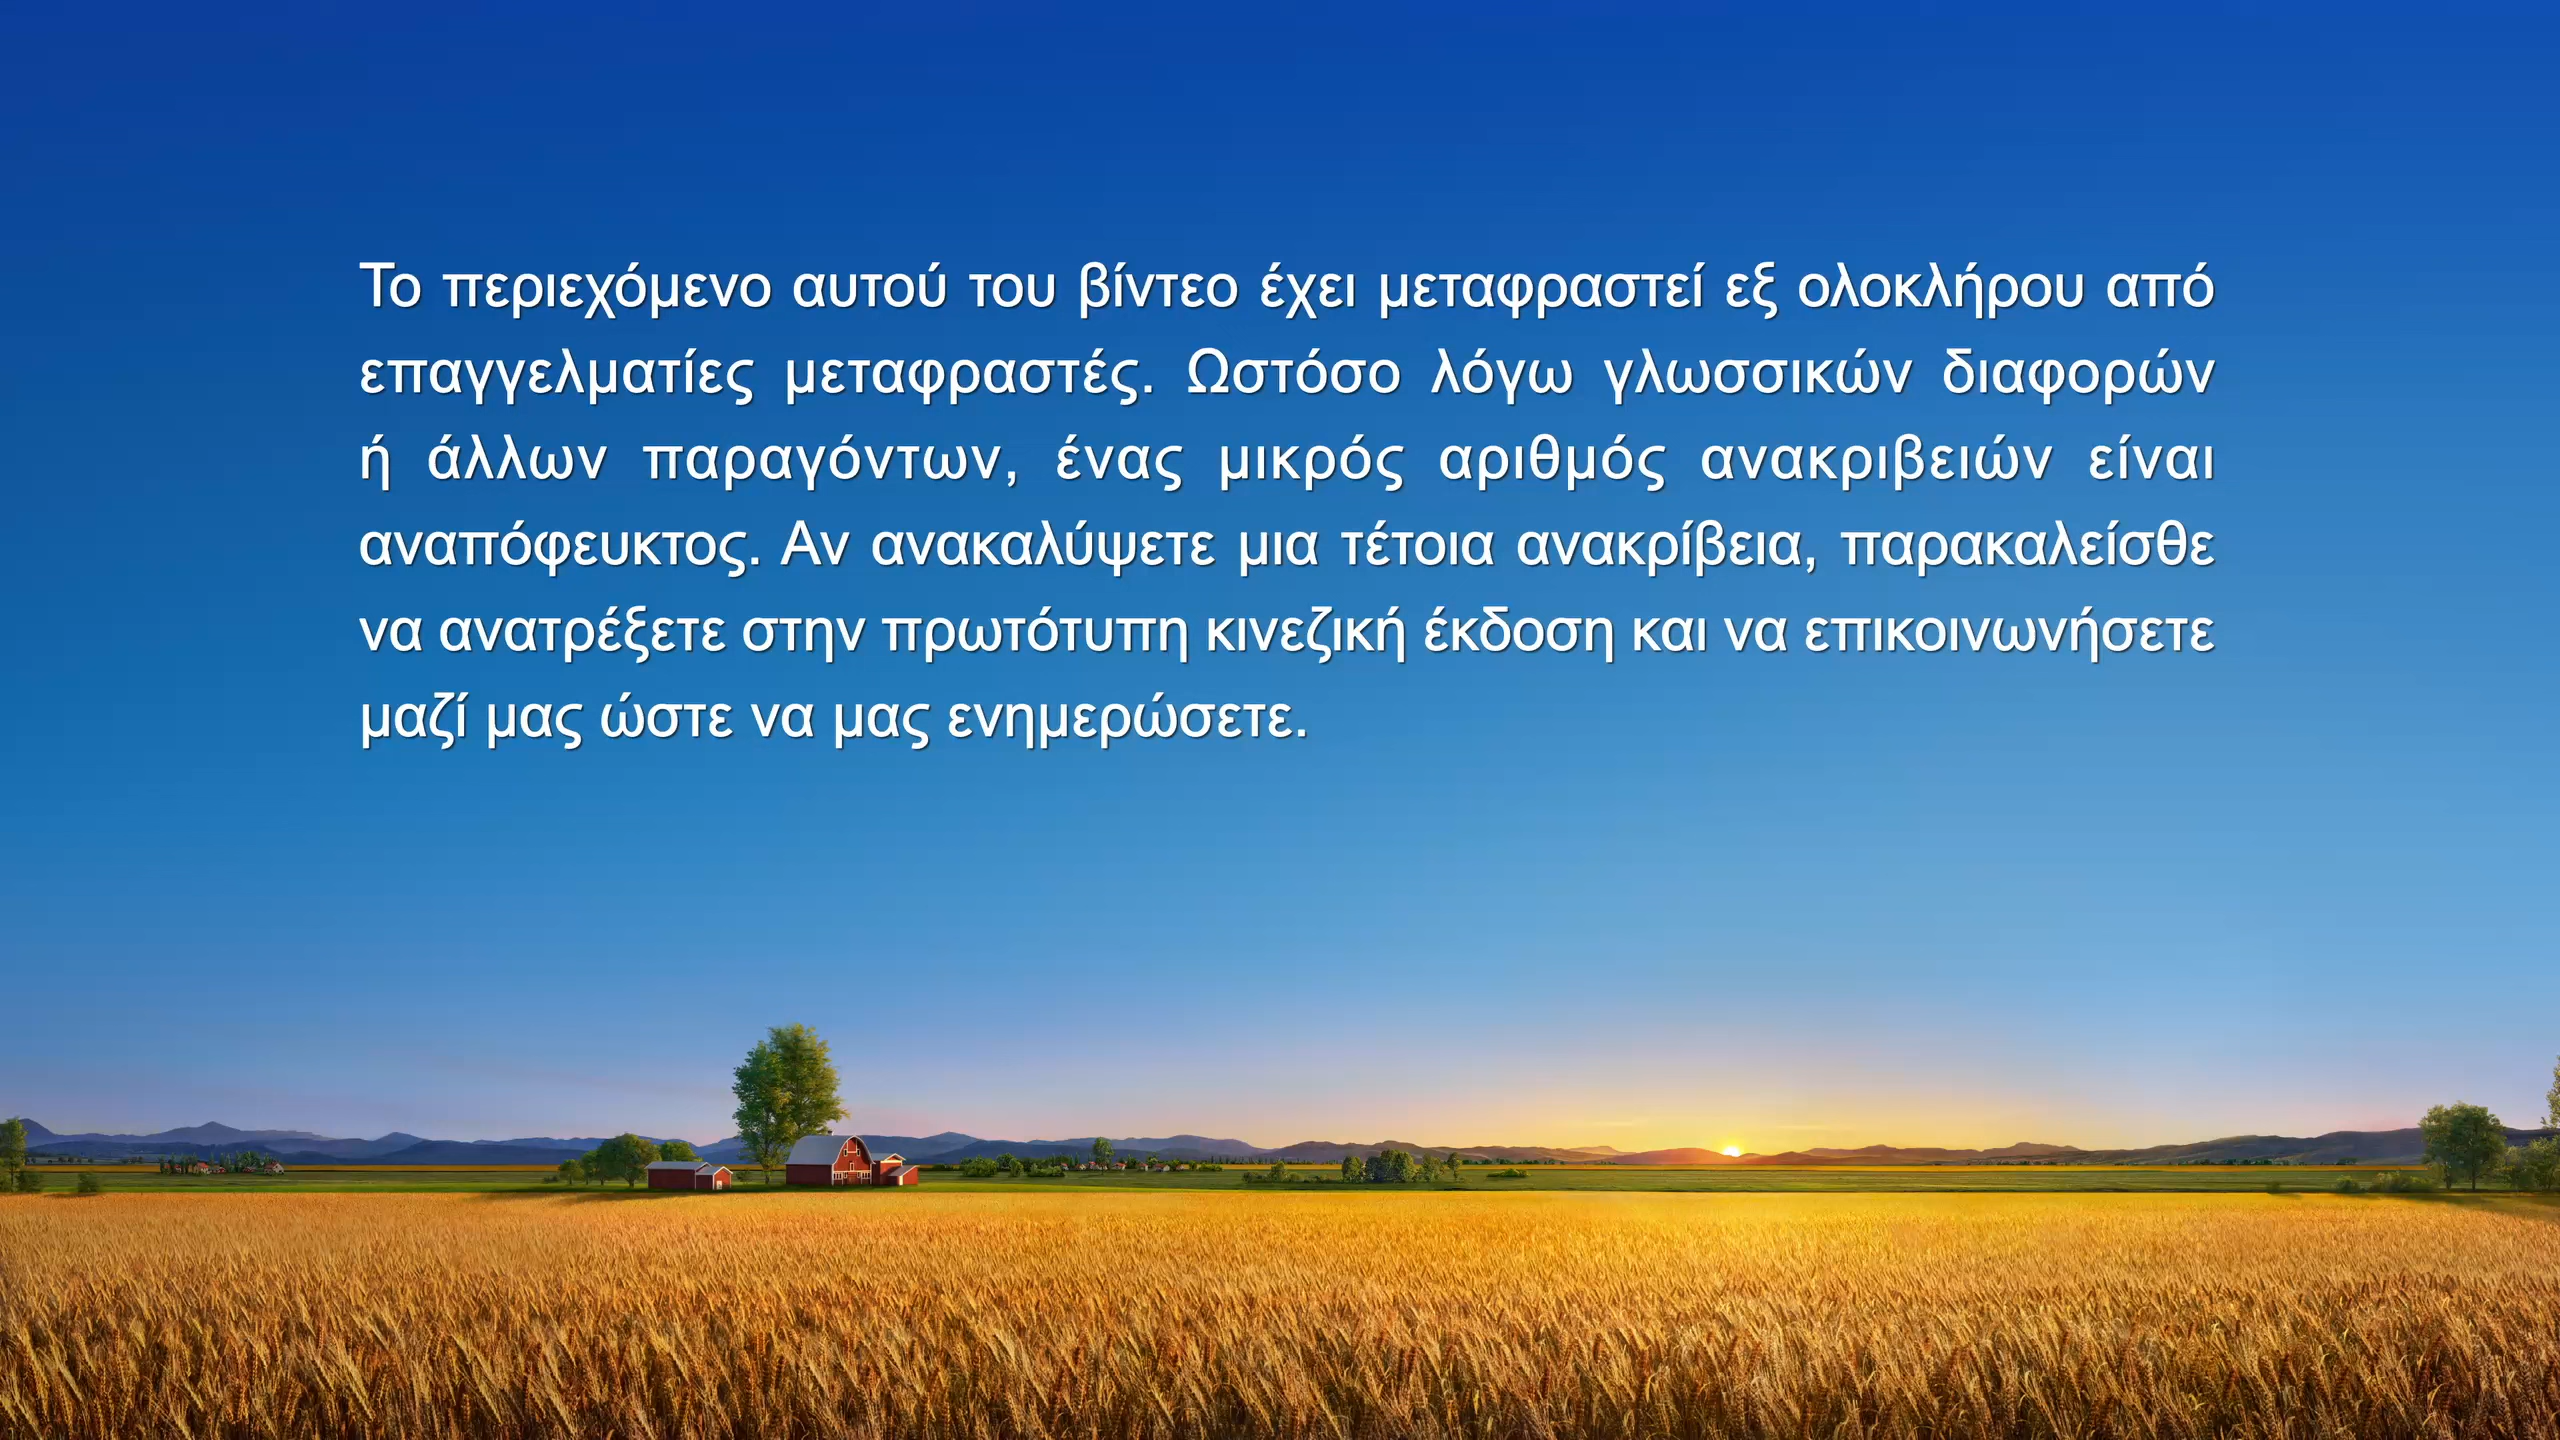 Το περιεχόμενο αυτού του βίντεο έχει μεταφραστεί εξ ολοκλήρου από
επαγγελματίες μεταφραστές. Ωστόσο λόγω γλωσσικών διαφορών
ή άλλων παραγόντων, ένας μικρός αριθμός ανακριβειών είναι
αναπόφευκτος. Αν ανακαλύψετε μια τέτοια ανακρίβεια, παρακαλείσθε
να ανατρέξετε στην πρωτότυπη κινεζική έκδοση και να επικοινωνήσετε
μαζί μας ώστε να μας ενημερώσετε.